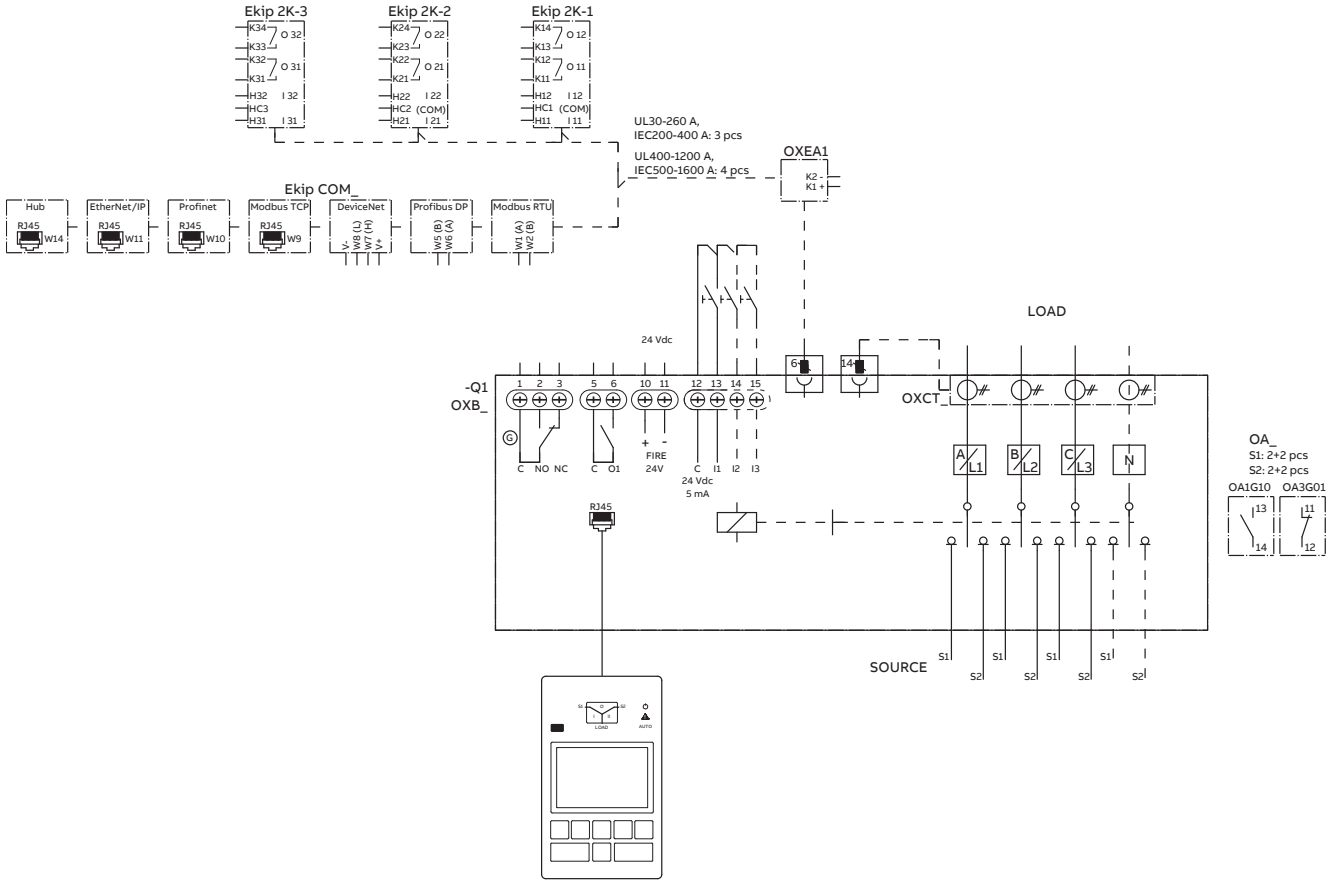 Ekip 2K-3
K34
O 32
K33
K32
O 31
K31
H32 I 32
HC3
H31 I 31
Ekip 2K-2
K24
O 22
K23
K22
O 21
K21
H22 I 22
HC2 (COM)
H21 I 21
Ekip 2K-1
K14
O 12
K13
K12
O 11
K11
H12 I 12
HC1 (COM)
H11 I 11
UL30-260 A,
IEC200-400 A: 3 pcs
UL400-1200 A,
IEC500-1600 A: 4 pcs
OXEA1
K2 -
K1 +
Ekip COM_
Hub
RJ45
W14
EtherNet/IP
RJ45
W11
Profinet
RJ45
W10
Modbus TCP
RJ45
W9
DeviceNet
V-
W8 (L)
W7 (H)
V+
Profibus DP
W5 (B)
W6 (A)
Modbus RTU
W1 (A)
W2 (B)
LOAD
24 Vdc
6
14
-Q1
OXB_
1 2 3 5 6 10 11 12 13 14 15
OXCT_
G
+ -
FIRE
24V
C NO NC C O1 C I1 I2 I3
24 Vdc
5 mA
A/L1
B/L2
C/L3
N
RJ45
OA_
S1: 2+2 pcs
S2: 2+2 pcs
OA1G10 OA3G01
13 11
14 12
SOURCE
S1 S1 S1 S1
S2 S2 S2 S2
S1 O S2
I II
LOAD
AUTO